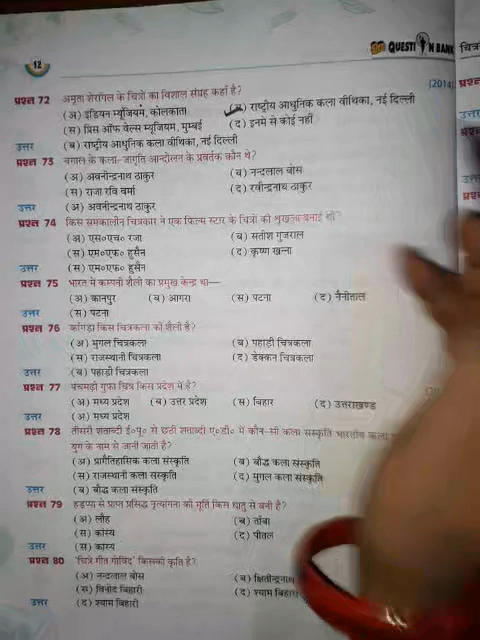 12
QUESTION BANK
चित्र
(2014)
प्रश्न 72 अमृता शेरगिल के चित्रों का विशाल संग्रह कहाँ है?
(अ) इंडियन म्यूजियम, कोलकाता (ब) राष्ट्रीय आधुनिक कला वीथिका, नई दिल्ली
(स) प्रिंस ऑफ वेल्स म्यूजियम, मुम्बई (द) इनमें से कोई नहीं
उत्तर (ब) राष्ट्रीय आधुनिक कला वीथिका, नई दिल्ली
प्रश्न 73 बंगाल के कला-जागृति आन्दोलन के प्रवर्तक कौन थे?
(अ) अवनीन्द्रनाथ ठाकुर (ब) नन्दलाल बोस
(स) राजा रवि वर्मा (द) रवीन्द्रनाथ ठाकुर
उत्तर (अ) अवनीन्द्रनाथ ठाकुर
प्रश्न 74 किस समकालीन चित्रकार ने एक फिल्म स्टार के चित्रों की श्रृंखला बनाई थी?
(अ) एस०एच० रजा (ब) सतीश गुजराल
(स) एम०एफ० हुसैन (द) कृष्ण खन्ना
उत्तर (स) एम०एफ० हुसैन
प्रश्न 75 भारत में कम्पनी शैली का प्रमुख केन्द्र था—
(अ) कानपुर (ब) आगरा (स) पटना (द) नैनीताल
उत्तर (स) पटना
प्रश्न 76 काँगड़ा किस चित्रकला की शैली है?
(अ) मुगल चित्रकला (ब) पहाड़ी चित्रकला
(स) राजस्थानी चित्रकला (द) डेक्कन चित्रकला
उत्तर (ब) पहाड़ी चित्रकला
प्रश्न 77 पंचमढ़ी गुफा चित्र किस प्रदेश में है?
(अ) मध्य प्रदेश (ब) उत्तर प्रदेश (स) बिहार (द) उत्तराखण्ड
उत्तर (अ) मध्य प्रदेश
प्रश्न 78 तीसरी शताब्दी ई०पू० से छठी शताब्दी ए०डी० में कौन-सी कला संस्कृति भारतीय कला
युग के नाम से जानी जाती है?
(अ) प्रागैतिहासिक कला संस्कृति (ब) बौद्ध कला संस्कृति
(स) राजस्थानी कला संस्कृति (द) मुगल कला संस्कृति
उत्तर (ब) बौद्ध कला संस्कृति
प्रश्न 79 हड़प्पा से प्राप्त प्रसिद्ध नृत्यांगना की मूर्ति किस धातु से बनी है?
(अ) लौह (ब) ताँबा
(स) कांस्य (द) पीतल
उत्तर (स) कांस्य
प्रश्न 80 'चित्र गीत गोविंद' किसकी कृति है?
(अ) नन्दलाल बोस (ब) क्षितीन्द्रनाथ
(स) विनोद बिहारी (द) श्याम बिहारी
उत्तर (द) श्याम बिहारी